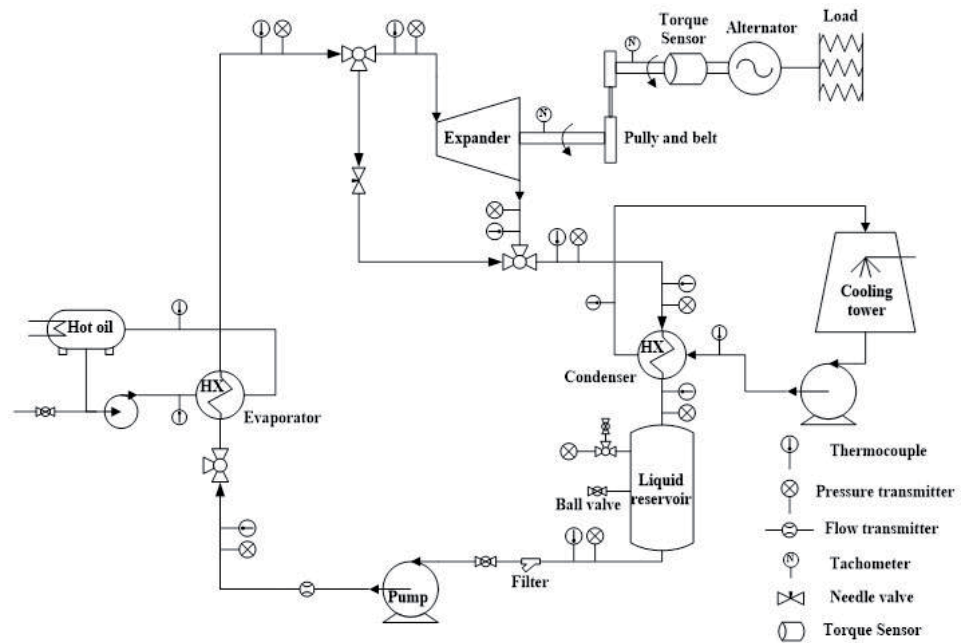 Torque
Sensor
Alternator
Load
N
Expander
N
Pully and belt
Hot oil
HX
Evaporator
Cooling
tower
HX
Condenser
Liquid
reservoir
Ball valve
Filter
Pump
Thermocouple
Pressure transmitter
Flow transmitter
N
Tachometer
Needle valve
Torque Sensor